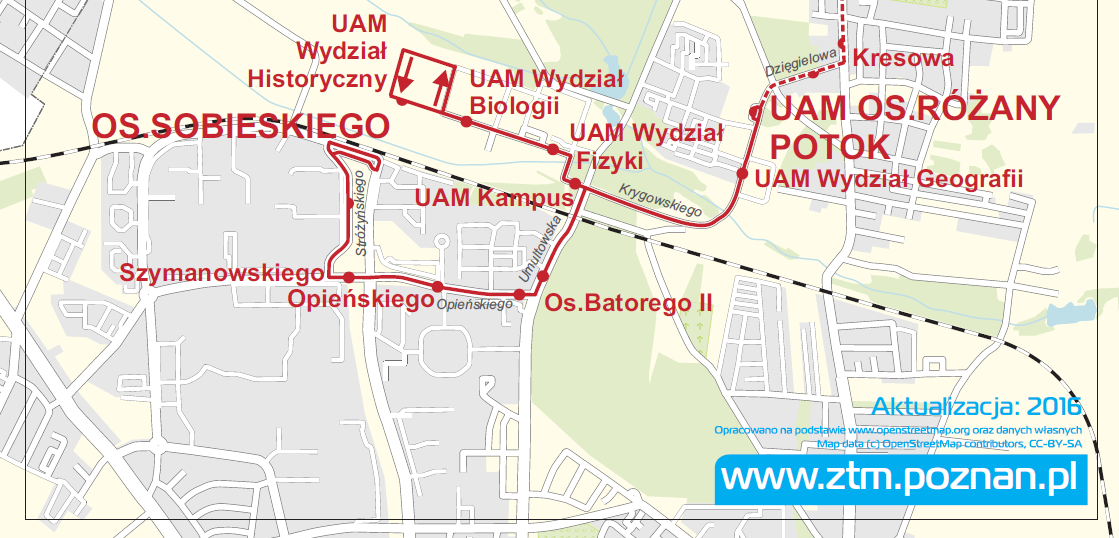 UAM
Wydział
Historyczny
UAM Wydział
Biologii
Dzięgielowa
Kresowa
OS.SOBIESKIEGO
UAM OS.RÓŻANY
POTOK
UAM Wydział
Fizyki
UAM Wydział Geografii
UAM Kampus
Krygowskiego
Stróżyńskiego
Umultowska
Szymanowskiego
Opieńskiego
Opieńskiego
Os.Batorego II
Aktualizacja: 2016
Opracowano na podstawie www.openstreetmap.org oraz danych własnych
Map data (c) OpenStreetMap contributors, CC-BY-SA
www.ztm.poznan.pl